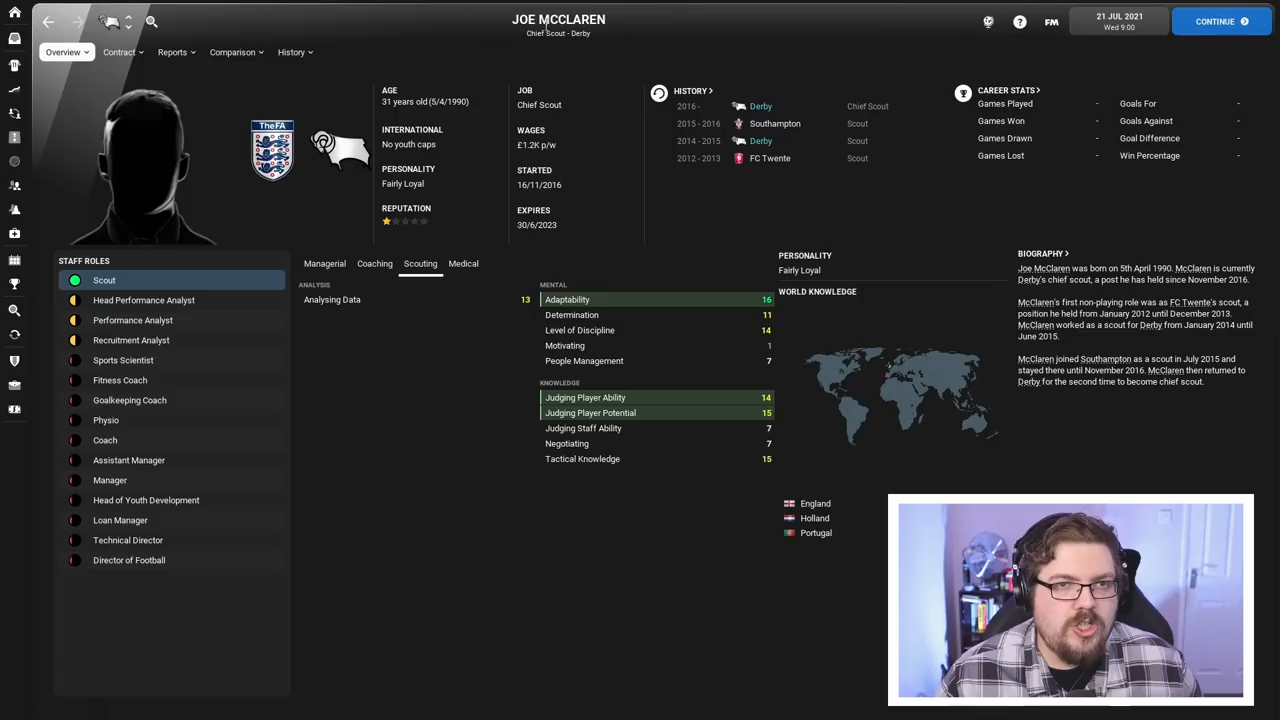 JOE MCCLAREN
Chief Scout - Derby
FM
21 JUL 2021
Wed 9:00
CONTINUE
Overview
Contract
Reports
Comparison
History
TheFA
AGE
31 years old (5/4/1990)
INTERNATIONAL
No youth caps
PERSONALITY
Fairly Loyal
REPUTATION
JOB
Chief Scout
WAGES
£1.2K p/w
STARTED
16/11/2016
EXPIRES
30/6/2023
HISTORY
2016 - Derby Chief Scout
2015 - 2016 Southampton Scout
2014 - 2015 Derby Scout
2012 - 2013 FC Twente Scout
CAREER STATS
Games Played - Goals For -
Games Won - Goals Against -
Games Drawn - Goal Difference -
Games Lost - Win Percentage -
STAFF ROLES
Scout
Head Performance Analyst
Performance Analyst
Recruitment Analyst
Sports Scientist
Fitness Coach
Goalkeeping Coach
Physio
Coach
Assistant Manager
Manager
Head of Youth Development
Loan Manager
Technical Director
Director of Football
Managerial Coaching Scouting Medical
ANALYSIS
Analysing Data 13
MENTAL
Adaptability 16
Determination 11
Level of Discipline 14
Motivating 1
People Management 7
KNOWLEDGE
Judging Player Ability 14
Judging Player Potential 15
Judging Staff Ability 7
Negotiating 7
Tactical Knowledge 15
PERSONALITY
Fairly Loyal
WORLD KNOWLEDGE
England
Holland
Portugal
BIOGRAPHY
Joe McClaren was born on 5th April 1990. McClaren is currently
Derby's chief scout, a post he has held since November 2016.
McClaren's first non-playing role was as FC Twente's scout, a
position he held from January 2012 until December 2013.
McClaren worked as a scout for Derby from January 2014 until
June 2015.
McClaren joined Southampton as a scout in July 2015 and
stayed there until November 2016. McClaren then returned to
Derby for the second time to become chief scout.